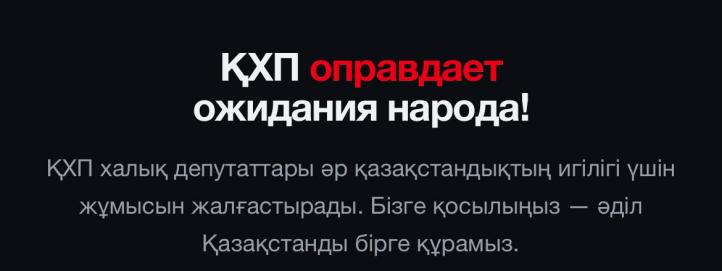 ҚХП оправдает
ожидания народа!
ҚХП халық депутаттары әр қазақстандықтың игілігі үшін
жұмысын жалғастырады. Бізге қосылыңыз — әділ
Қазақстанды бірге құрамыз.